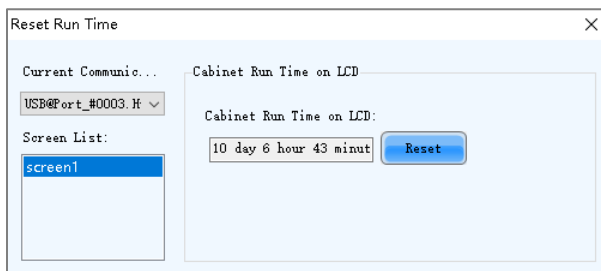 Reset Run Time
Current Communic...
USB@Port_#0003.H
Screen List:
screen1
Cabinet Run Time on LCD
Cabinet Run Time on LCD:
10 day 6 hour 43 minut
Reset